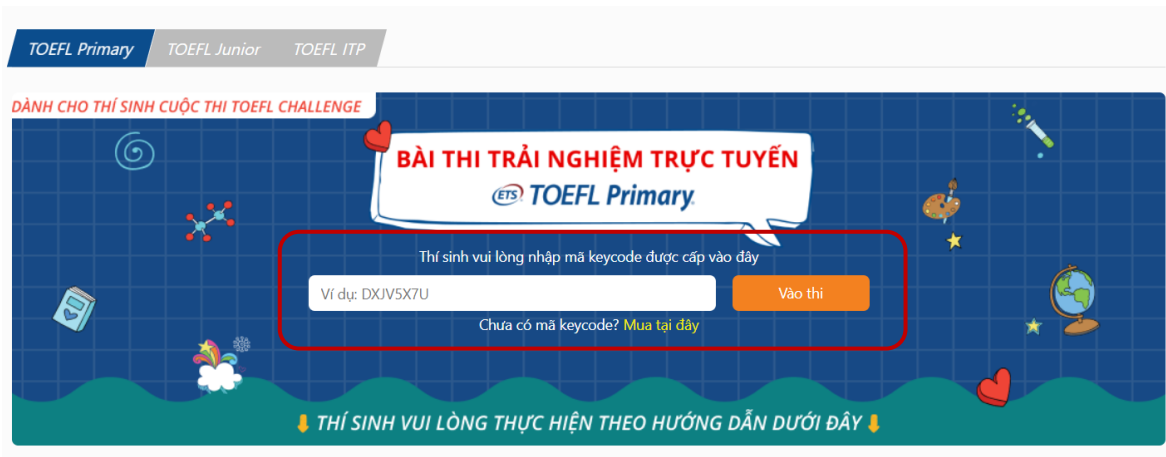 TOEFL Primary TOEFL Junior TOEFL ITP
DÀNH CHO THÍ SINH CUỘC THI TOEFL CHALLENGE
BÀI THI TRẢI NGHIỆM TRỰC TUYẾN
ETS TOEFL Primary
Thí sinh vui lòng nhập mã keycode được cấp vào đây
Ví dụ: DXJV5X7U Vào thi
Chưa có mã keycode? Mua tại đây
THÍ SINH VUI LÒNG THỰC HIỆN THEO HƯỚNG DẪN DƯỚI ĐÂY